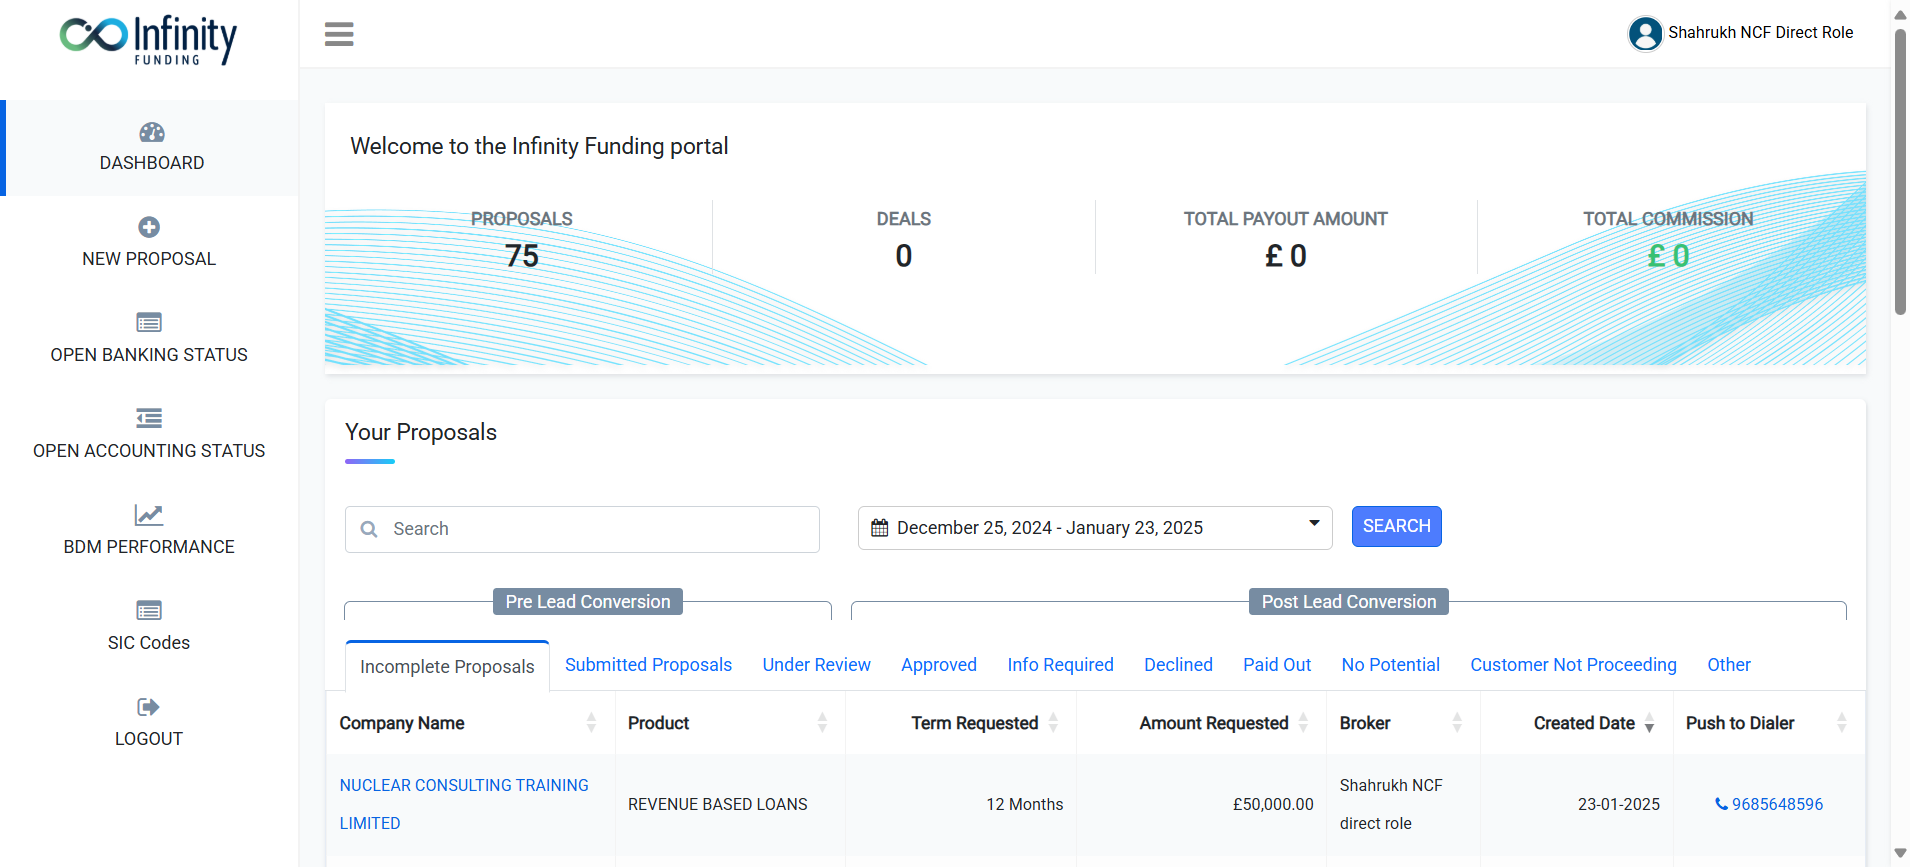 Infinity
FUNDING
Shahrukh NCF Direct Role
DASHBOARD
NEW PROPOSAL
OPEN BANKING STATUS
OPEN ACCOUNTING STATUS
BDM PERFORMANCE
SIC Codes
LOGOUT
Welcome to the Infinity Funding portal
PROPOSALS DEALS TOTAL PAYOUT AMOUNT TOTAL COMMISSION
75 0 £ 0 £ 0
Your Proposals
Search December 25, 2024 - January 23, 2025 SEARCH
Pre Lead Conversion Post Lead Conversion
Incomplete Proposals Submitted Proposals Under Review Approved Info Required Declined Paid Out No Potential Customer Not Proceeding Other
Company Name Product Term Requested Amount Requested Broker Created Date Push to Dialer
NUCLEAR CONSULTING TRAINING
LIMITED
REVENUE BASED LOANS
12 Months
£50,000.00
Shahrukh NCF
direct role
23-01-2025
9685648596